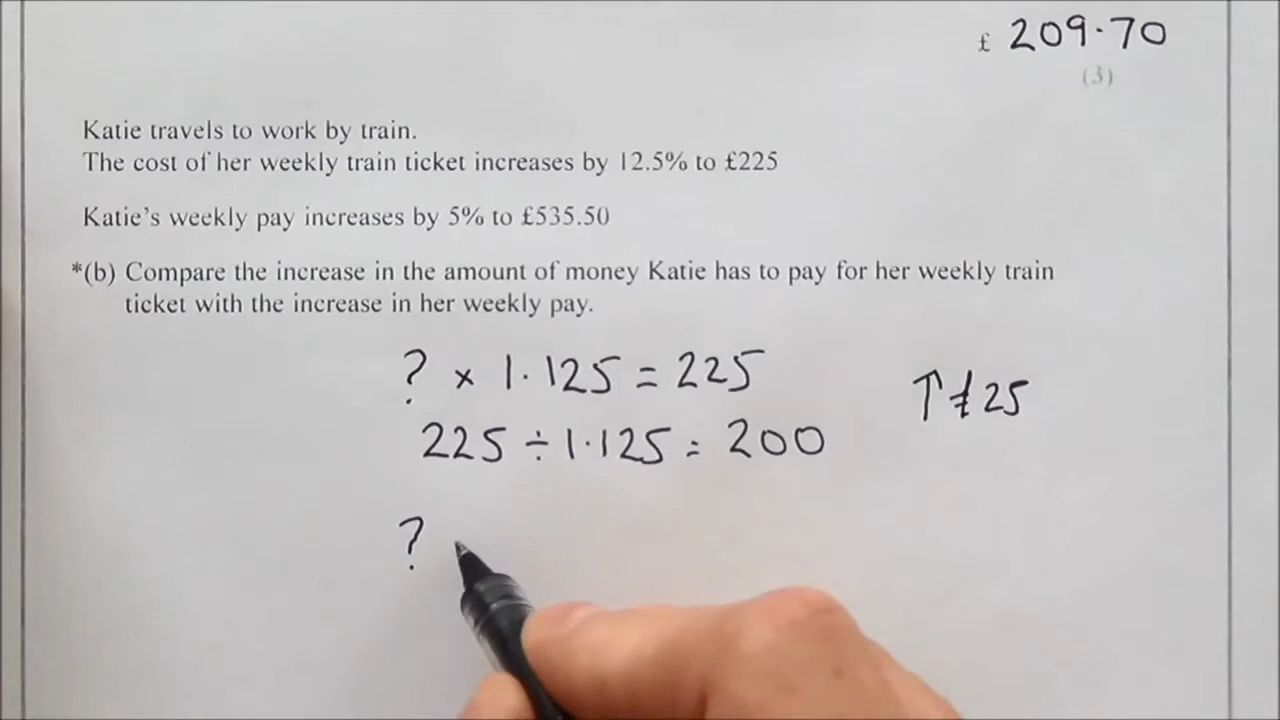 £ 209.70
(3)
Katie travels to work by train.
The cost of her weekly train ticket increases by 12.5% to £225
Katie's weekly pay increases by 5% to £535.50
*(b) Compare the increase in the amount of money Katie has to pay for her weekly train
ticket with the increase in her weekly pay.
? × 1.125 = 225
↑ £25
225 ÷ 1.125 = 200
?